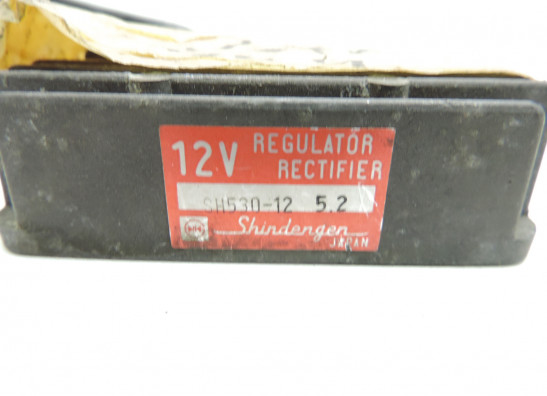 12V REGULATOR
RECTIFIER
SH530-12 5.2
Shindengen
JAPAN